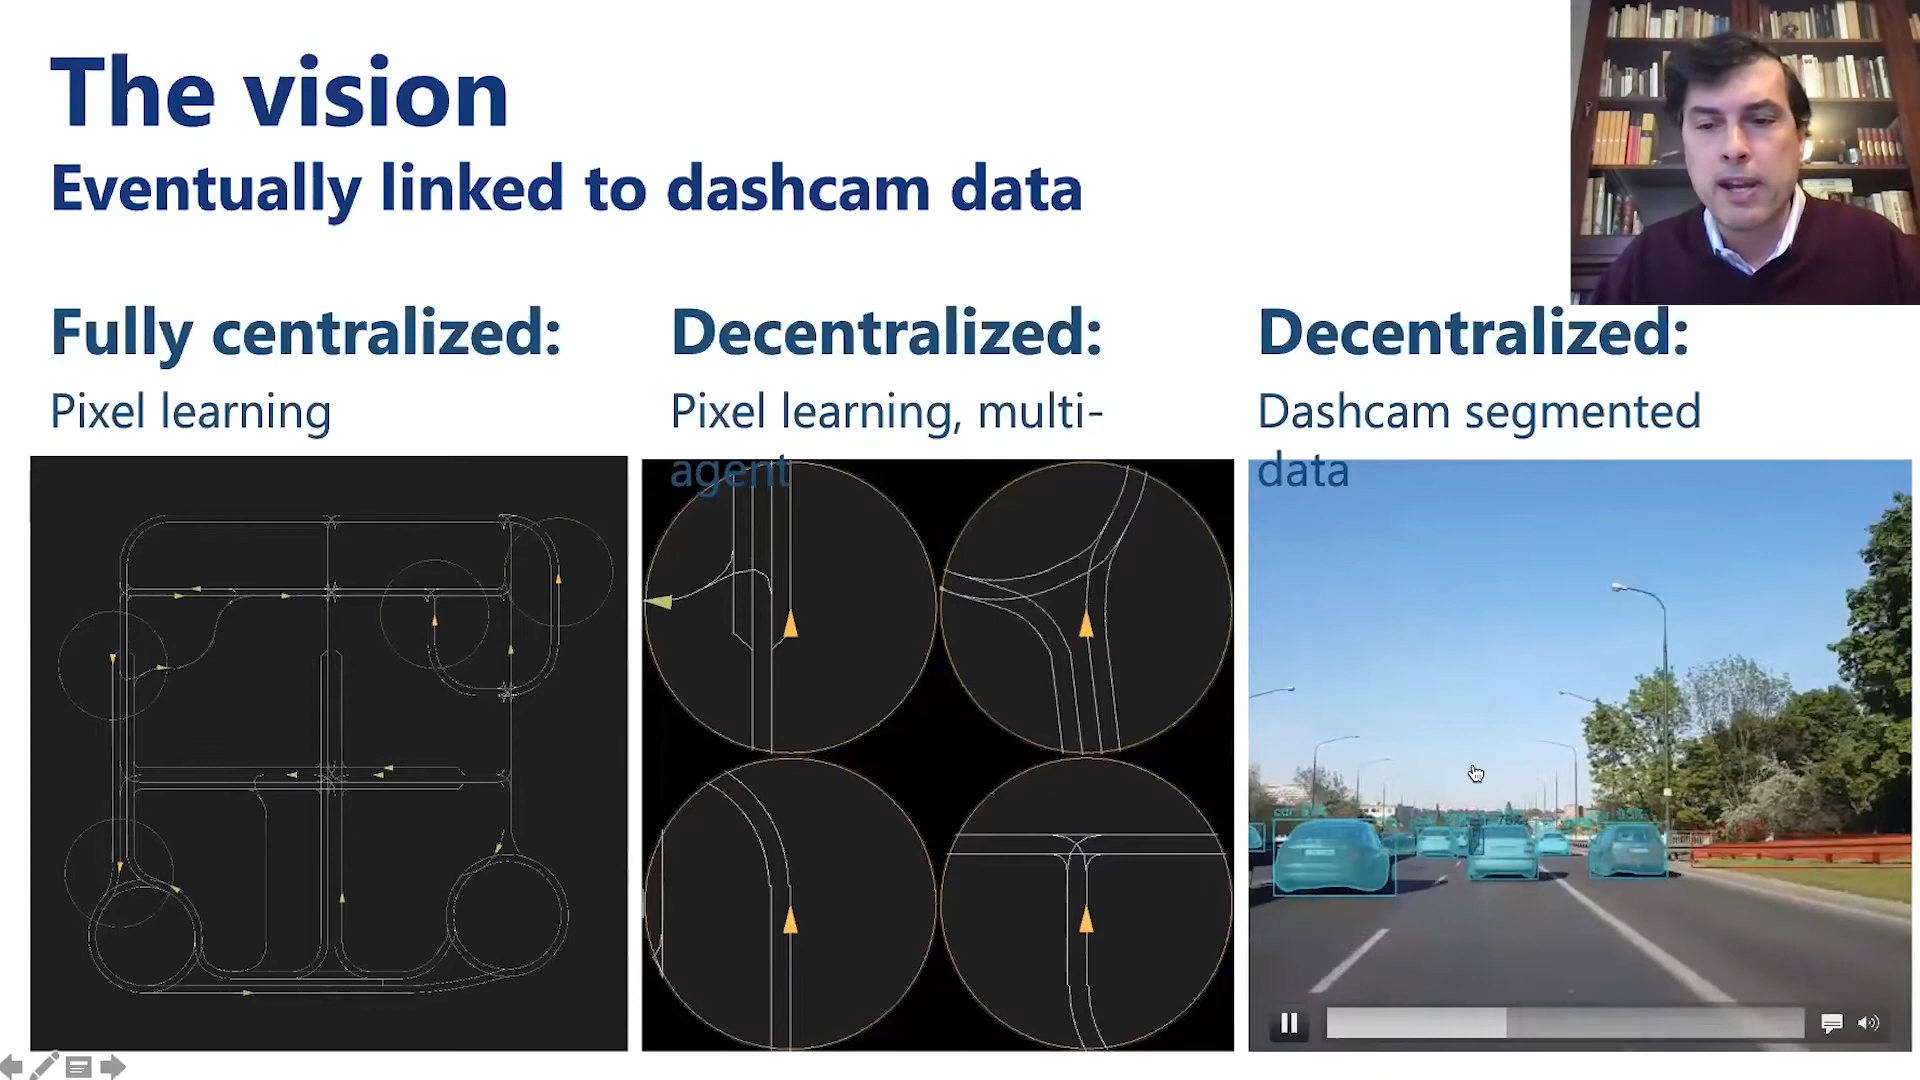 The vision
Eventually linked to dashcam data
Fully centralized:
Pixel learning
Decentralized:
Pixel learning, multi-
agent
Decentralized:
Dashcam segmented
data
car